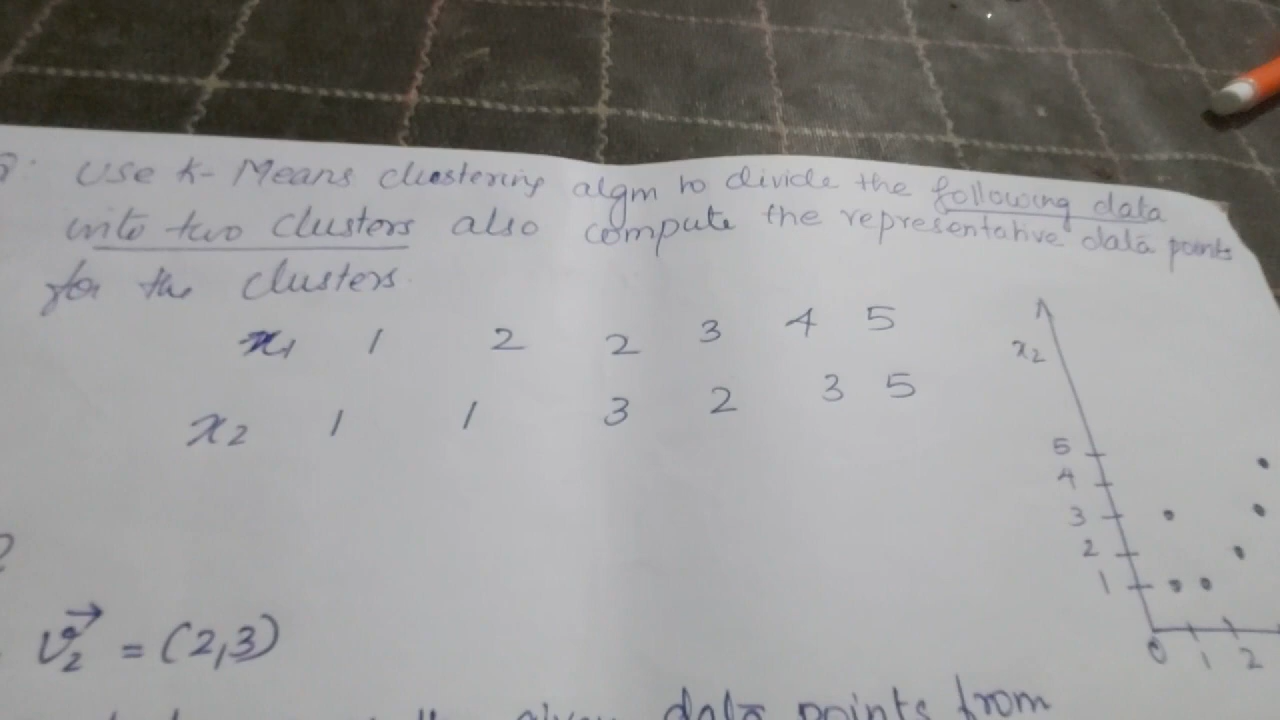 Use K-Means clustering algm to divide the following data
into two clusters also compute the representative data points
for the clusters.
x1 1 2 2 3 4 5
x2 1 1 3 2 3 5
x2
5
4
3
2
1
0 1 2
v2 = (2,3)
given data points from